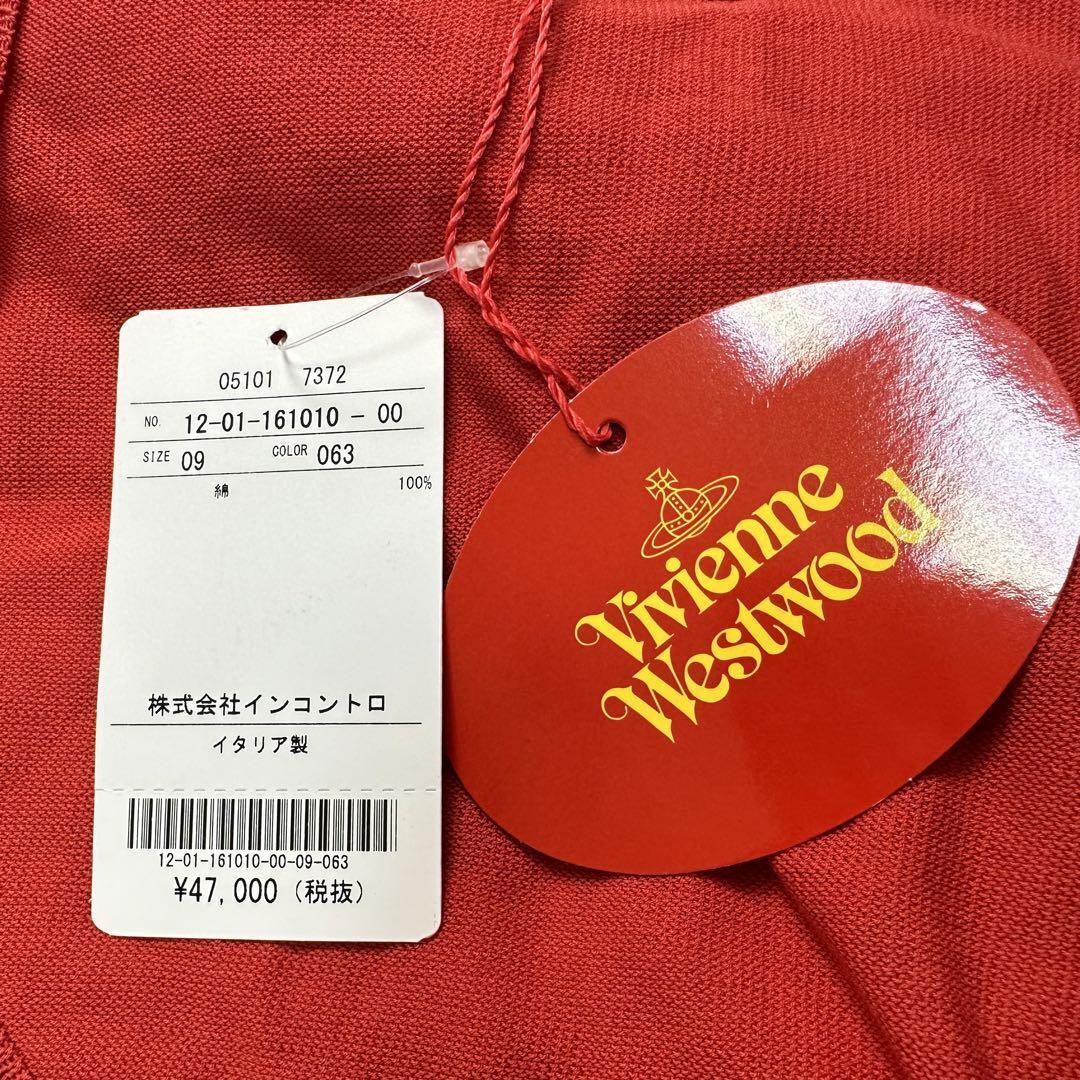 05101 7372
NO. 12-01-161010 - 00
SIZE 09 COLOR 063
綿 100%
株式会社インコントロ
イタリア製
12-01-161010-00-09-063
¥47,000 (税抜)
Vivienne
Westwood